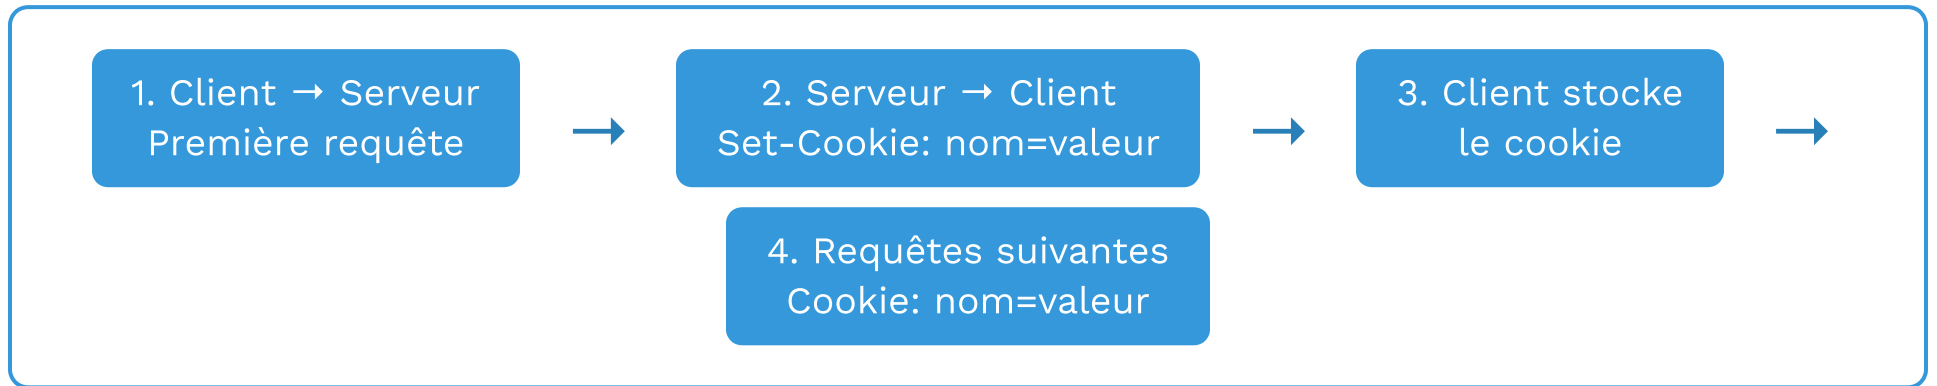 1. Client → Serveur
Première requête
→
2. Serveur → Client
Set-Cookie: nom=valeur
→
3. Client stocke
le cookie
→
4. Requêtes suivantes
Cookie: nom=valeur